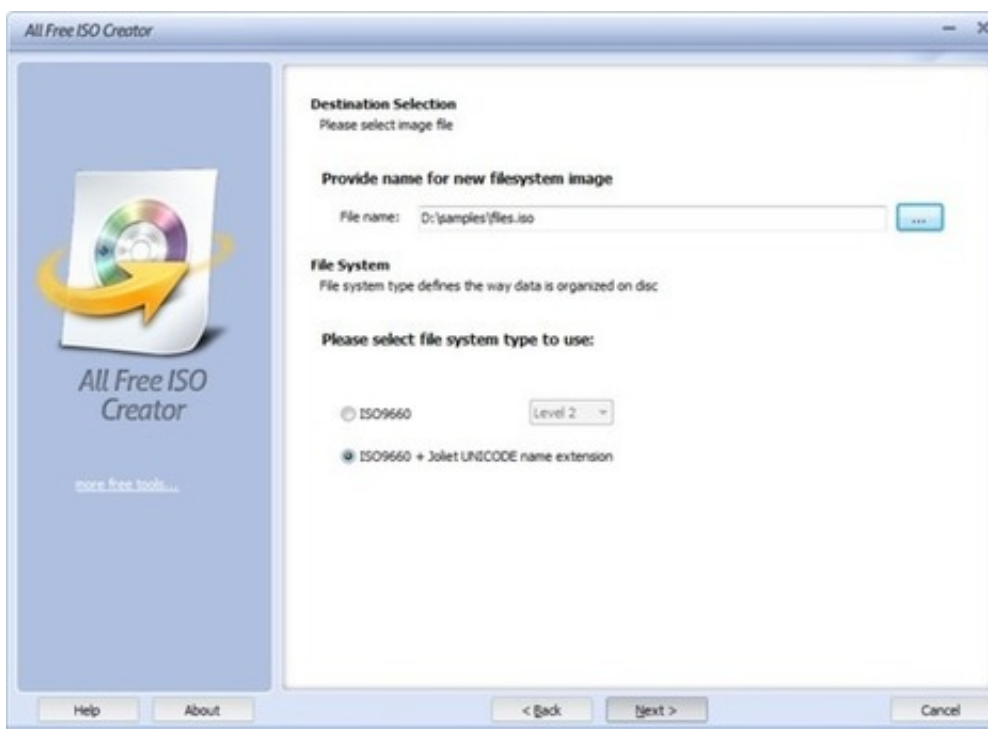 All Free ISO Creator
Destination Selection
Please select image file
Provide name for new filesystem image
File name: D:\samples\files.iso ...
File System
File system type defines the way data is organized on disc
Please select file system type to use:
ISO9660 Level 2
ISO9660 + Joliet UNICODE name extension
All Free ISO
Creator
more free tools...
Help About < Back Next > Cancel